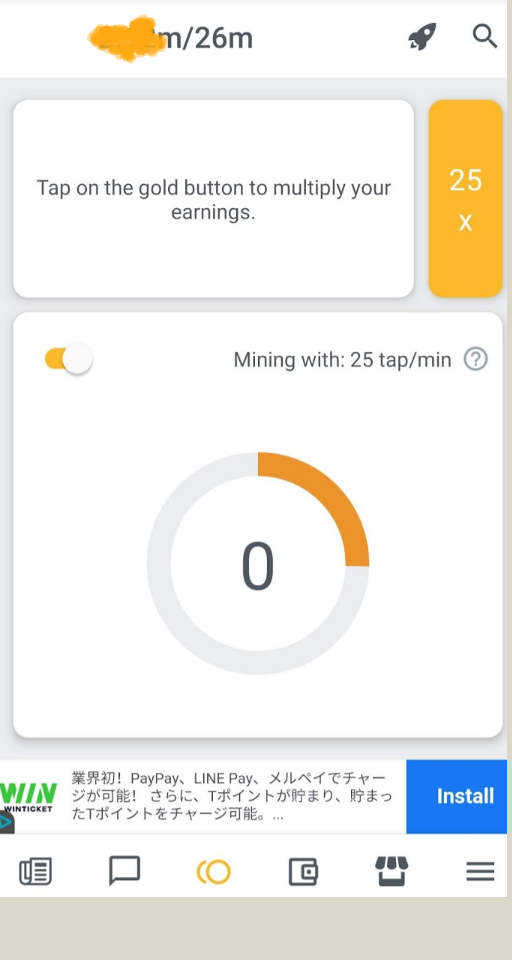 m/26m
Tap on the gold button to multiply your
earnings.
25
x
Mining with: 25 tap/min ?
0
WIN
WINTICKET
業界初！PayPay、LINE Pay、メルペイでチャー
ジが可能！ さらに、Tポイントが貯まり、貯まっ
たTポイントをチャージ可能。...
Install